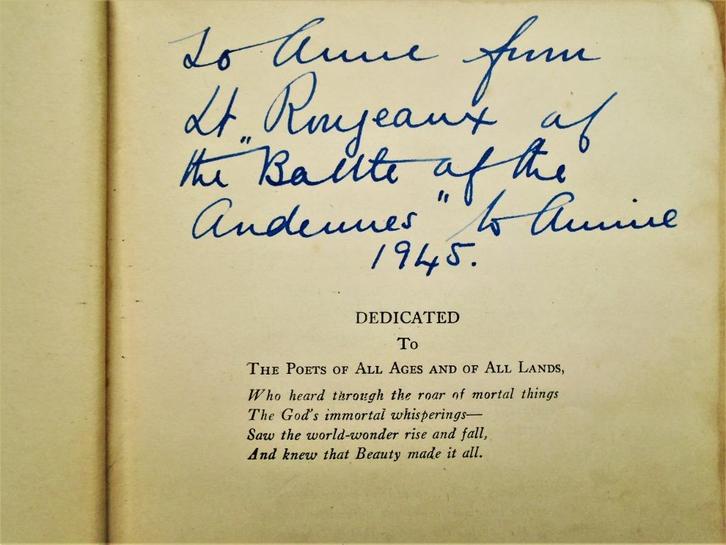 To Anne from
Lt Rougeaux of
the "Battle of the
Ardennes" to Annie
1945.
DEDICATED
To
THE POETS OF ALL AGES AND OF ALL LANDS,
Who heard through the roar of mortal things
The God's immortal whisperings—
Saw the world-wonder rise and fall,
And knew that Beauty made it all.